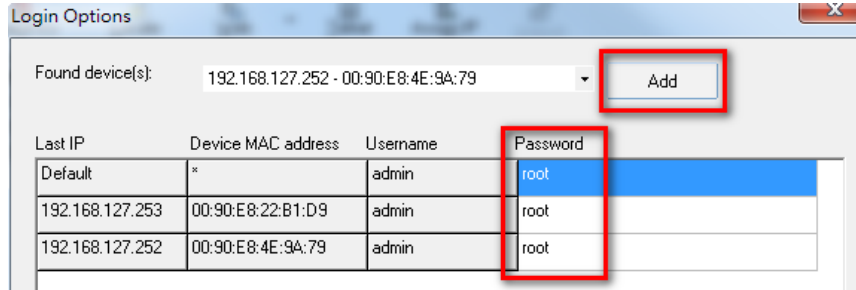 Login Options
Found device(s): 192.168.127.252 - 00:90:E8:4E:9A:79 Add
Last IP Device MAC address Username Password
Default * admin root
192.168.127.253 00:90:E8:22:B1:D9 admin root
192.168.127.252 00:90:E8:4E:9A:79 admin root